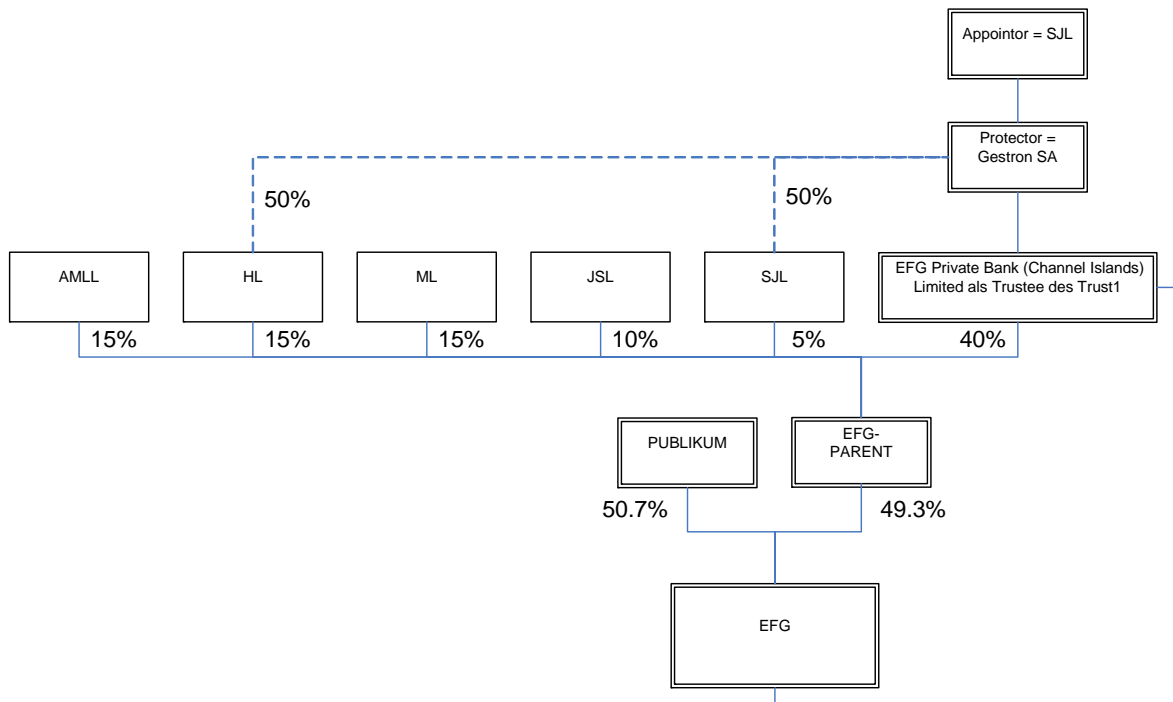 Appointor = SJL
Protector =
Gestron SA
50%
50%
AMLL
HL
ML
JSL
SJL
EFG Private Bank (Channel Islands)
Limited als Trustee des Trust1
15%
15%
15%
10%
5%
40%
PUBLIKUM
EFG-
PARENT
50.7%
49.3%
EFG